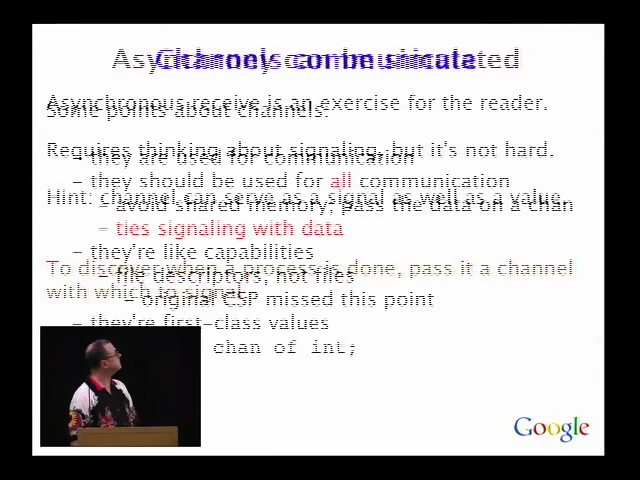 Asynchronous receive is an exercise for the reader.
Some points about channels:
Requires thinking about signaling, but it's not hard.
– they are used for communication
– they should be used for all communication
Hint: channel can serve as a signal as well as a value.
– avoid shared memory; pass the data on a chan
– ties signaling with data
– they're like capabilities
To discover when a process is done, pass it a channel
– file descriptors, not files
with which to signal.
– original CSP missed this point
– they're first-class values
chan of int;
Google